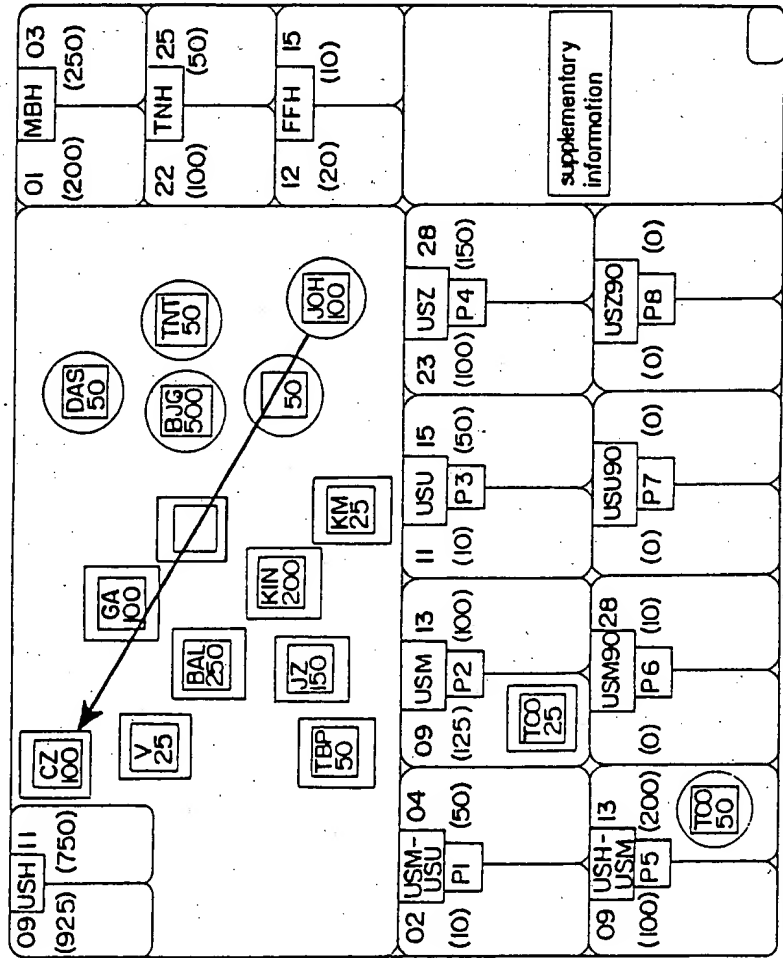 09 USH 11
(925) (750)
CZ
100
V
25
GA
100
BAL
250
TBP
50
JZ
150
KIN
200
KM
25
DAS
50
BJG
500
TNT
50
50
JOH
100
01 MBH 03
(200) (250)
22 TNH 25
(100) (50)
12 FFH 15
(20) (10)
02 USM-USU 04
(10) P1 (50)
09 USM 13
(125) P2 (100)
TCO
25
11 USU 15
(10) P3 (50)
23 USZ 28
(100) P4 (150)
09 USH-USM 13
(100) P5 (200)
TCO
50
USM90 28
(0) P6 (10)
USU90
(0) P7 (0)
USZ90
(0) P8 (0)
supplementary
information